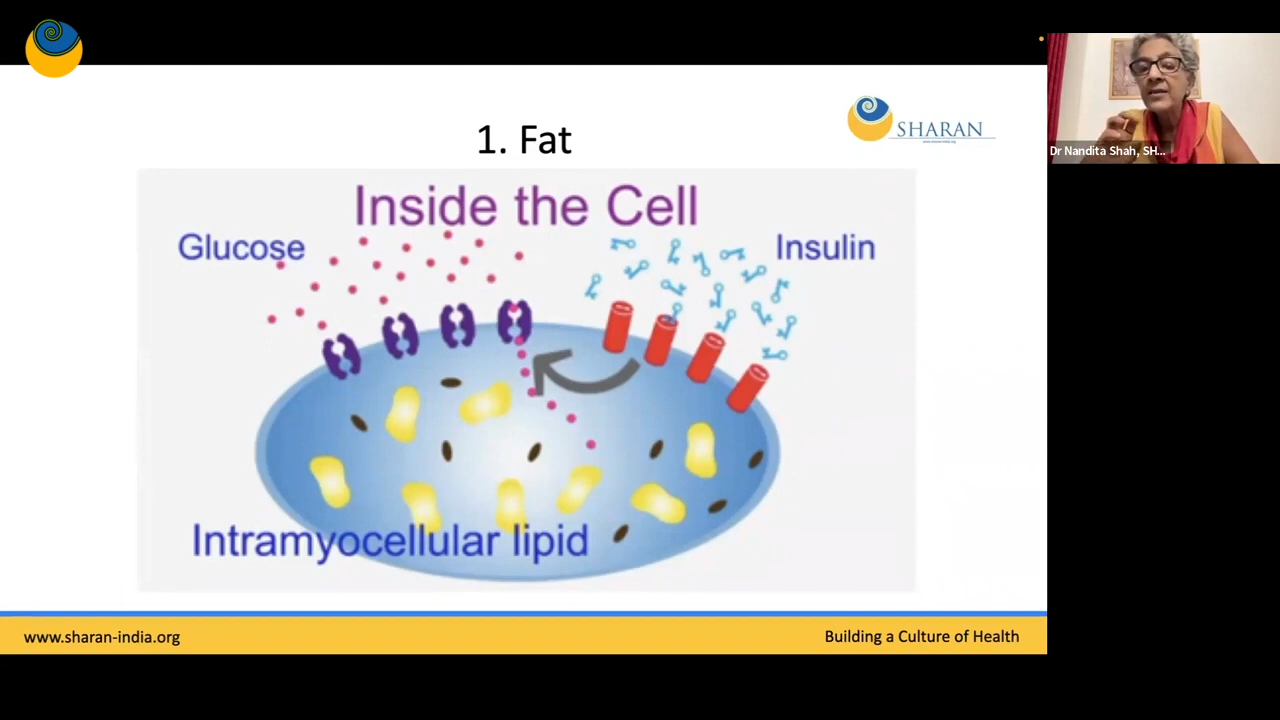 SHARAN
1. Fat
Inside the Cell
Glucose
Insulin
Intramyocellular lipid
www.sharan-india.org
Building a Culture of Health
Dr Nandita Shah, SH...